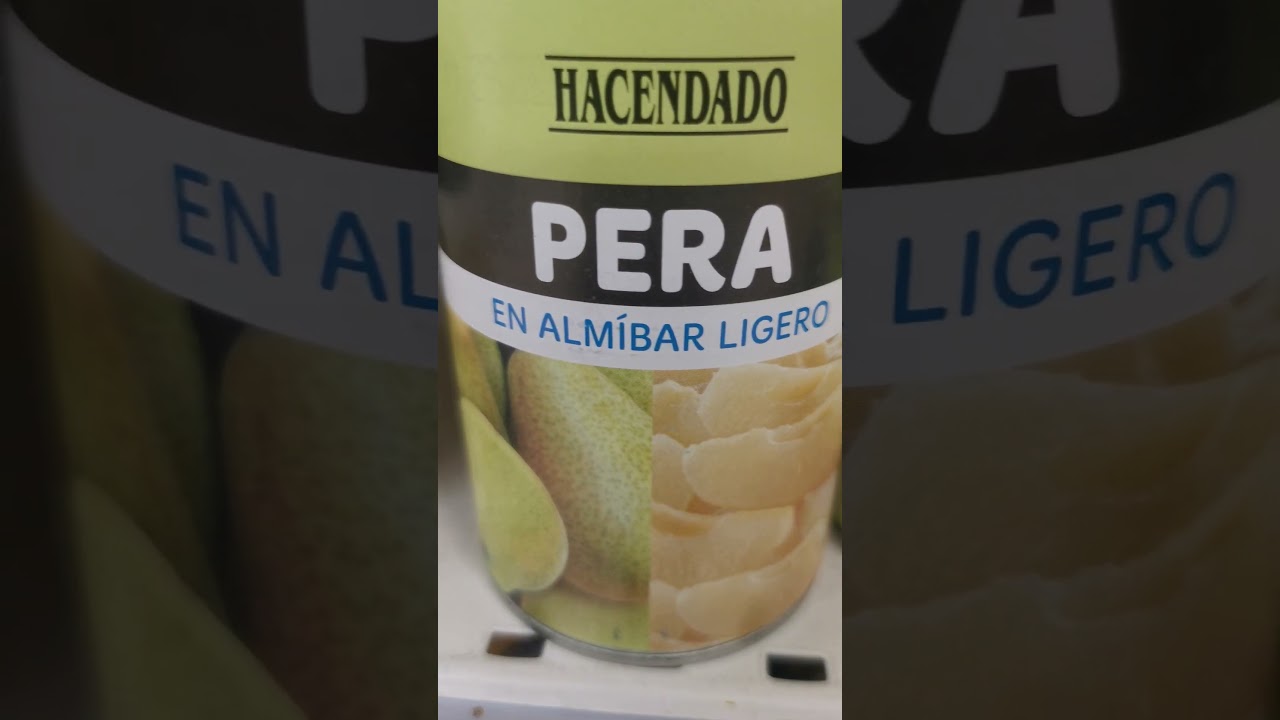 HACENDADO
PERA
EN ALMÍBAR LIGERO